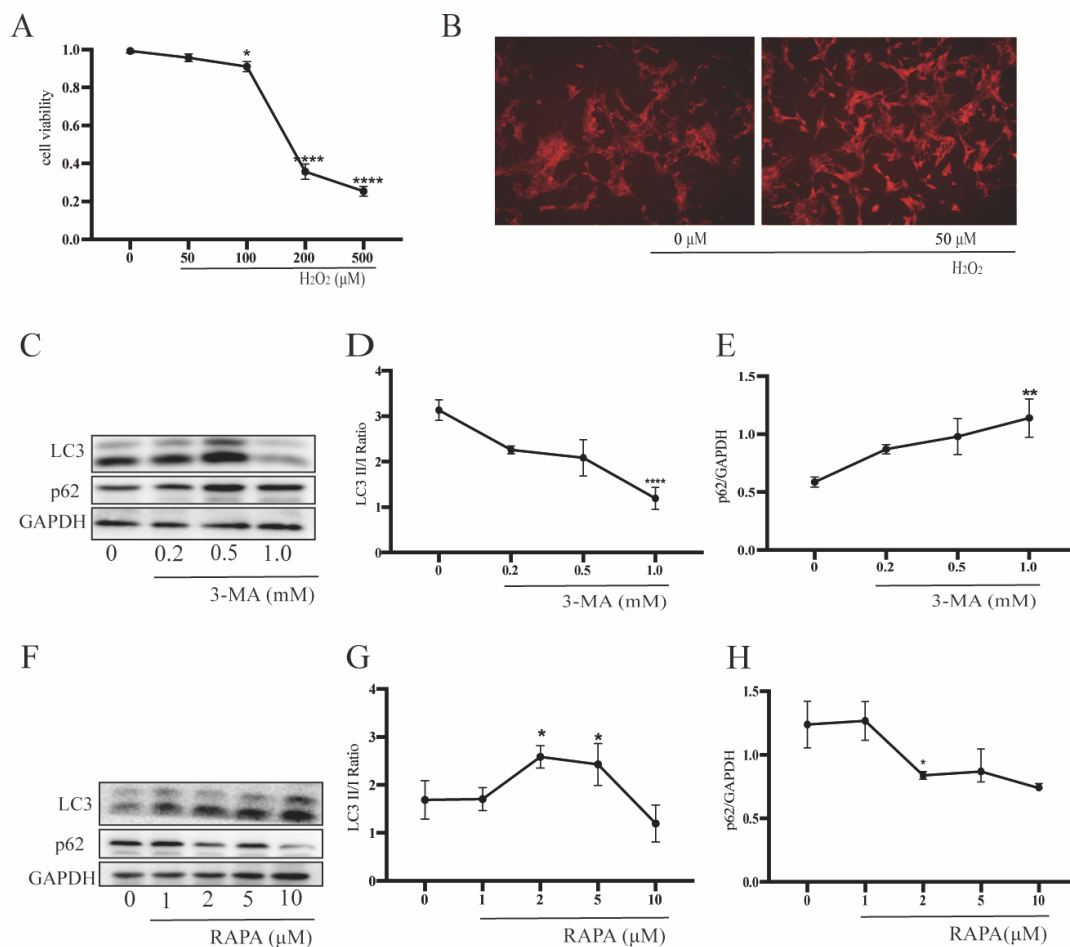 A
1.0
0.8
0.6
0.4
0.2
0.0
cell viability
*
****
****
0 50 100 200 500
H2O2 (μM)
B
0 μM 50 μM
H2O2
C
LC3
p62
GAPDH
0 0.2 0.5 1.0
3-MA (mM)
D
4
3
2
1
0
LC3 II/I Ratio
****
0 0.2 0.5 1.0
3-MA (mM)
E
1.5
1.0
0.5
0.0
p62/GAPDH
**
0 0.2 0.5 1.0
3-MA (mM)
F
LC3
p62
GAPDH
0 1 2 5 10
RAPA (μM)
G
4
3
2
1
0
LC3 II/I Ratio
*
*
0 1 2 5 10
RAPA (μM)
H
1.5
1.0
0.5
0.0
p62/GAPDH
*
0 1 2 5 10
RAPA(μM)